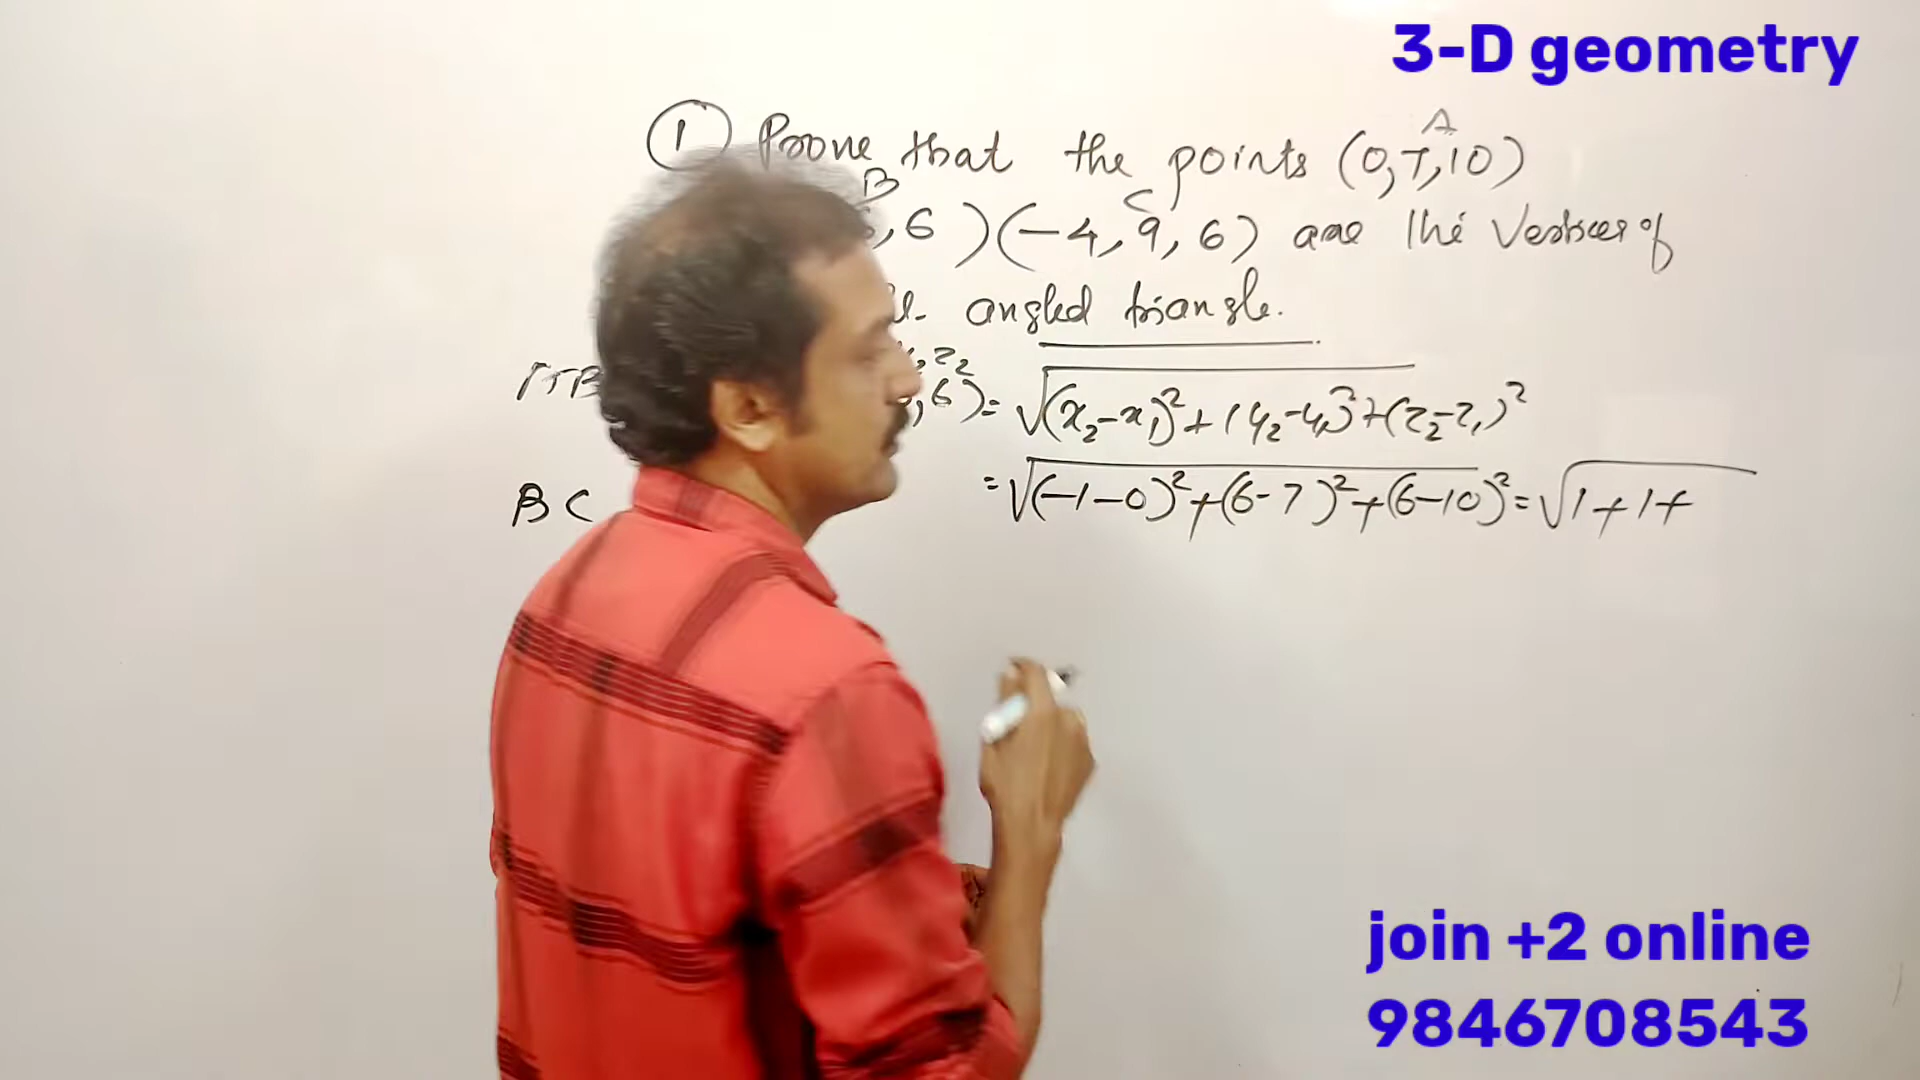 3-D geometry
A
① Prove that the points (0,7,10)
B C
,6)(-4,9,6) are the vertices of
angled triangle.
z₂
,6)= √(x₂-x₁)²+(y₂-y₁)²+(z₂-z₁)²
=√(-1-0)²+(6-7)²+(6-10)²=√1+1+
BC
join +2 online
9846708543